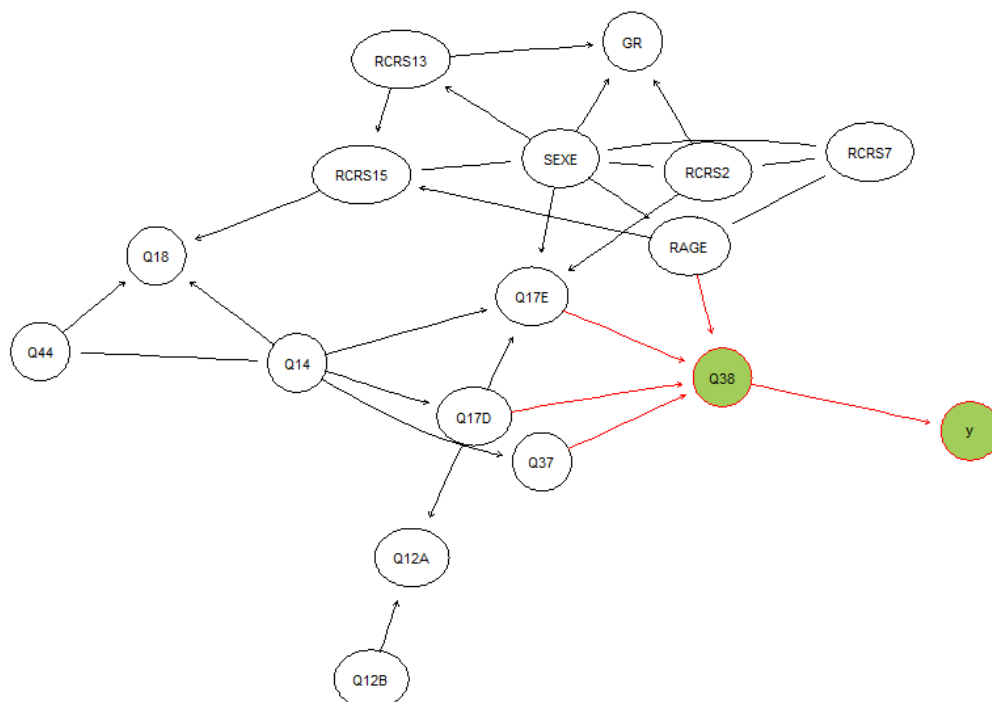 GR
RCRS13
SEXE
RCRS7
RCRS2
RCRS15
RAGE
Q18
Q17E
Q44
Q14
Q38
Q17D
y
Q37
Q12A
Q12B